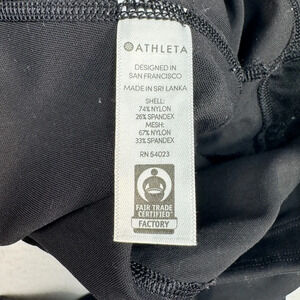 ATHLETA
DESIGNED IN
SAN FRANCISCO
MADE IN SRI LANKA
SHELL:
74% NYLON
26% SPANDEX
MESH:
67% NYLON
33% SPANDEX
RN 54023
FAIR TRADE
CERTIFIED™
FACTORY